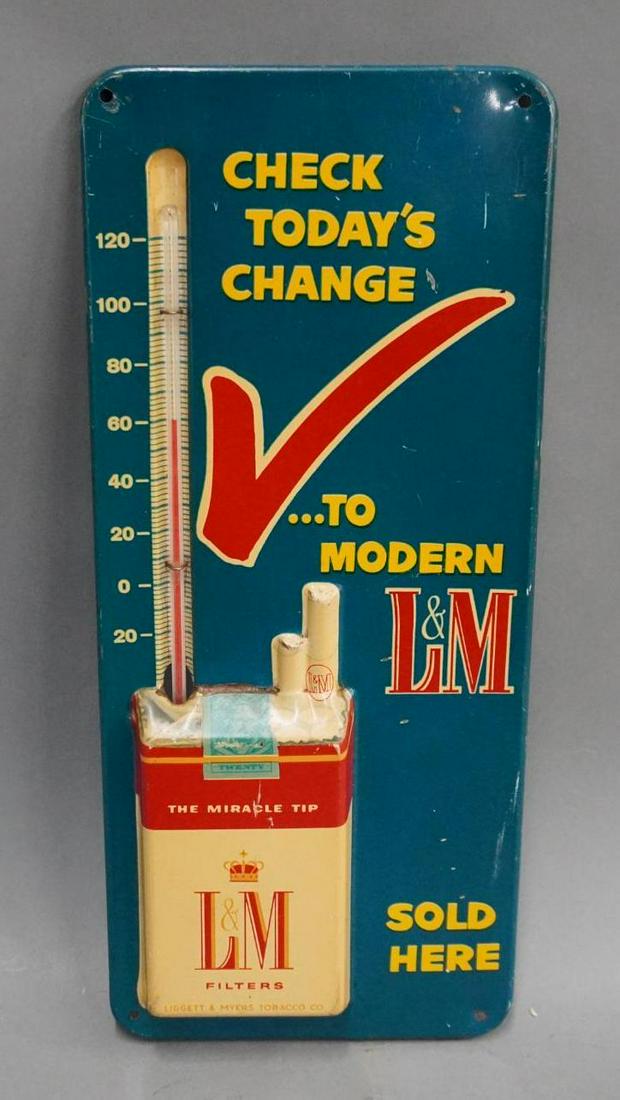 CHECK
TODAY'S
CHANGE
120
100
80
60
40
20
0
20
...TO
MODERN
L&M
L&M
TWENTY
THE MIRACLE TIP
L&M
FILTERS
LIGGETT & MYERS TOBACCO CO
SOLD
HERE